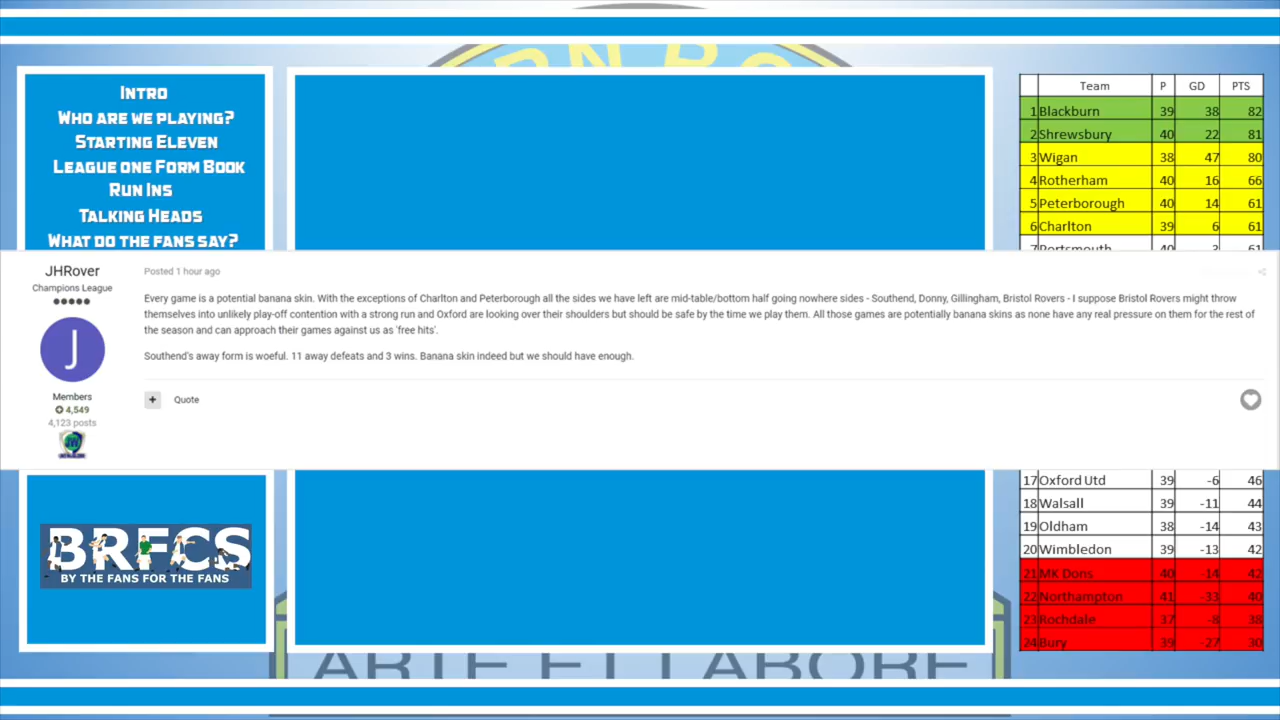 RN RO
INTRO
WHO ARE WE PLAYING?
STARTING ELEVEN
LEAGUE ONE FORM BOOK
RUN INS
TALKING HEADS
WHAT DO THE FANS SAY?
Team P GD PTS
1 Blackburn 39 38 82
2 Shrewsbury 40 22 81
3 Wigan 38 47 80
4 Rotherham 40 16 66
5 Peterborough 40 14 61
6 Charlton 39 6 61
7 Portsmouth 40 3 61
JHRover
Champions League
J
Members
4,549
4,123 posts
Posted 1 hour ago
Every game is a potential banana skin. With the exceptions of Charlton and Peterborough all the sides we have left are mid-table/bottom half going nowhere sides - Southend, Donny, Gillingham, Bristol Rovers - I suppose Bristol Rovers might throw
themselves into unlikely play-off contention with a strong run and Oxford are looking over their shoulders but should be safe by the time we play them. All those games are potentially banana skins as none have any real pressure on them for the rest of
the season and can approach their games against us as 'free hits'.
Southend's away form is woeful. 11 away defeats and 3 wins. Banana skin indeed but we should have enough.
+ Quote
17 Oxford Utd 39 -6 46
18 Walsall 39 -11 44
19 Oldham 38 -14 43
20 Wimbledon 39 -13 42
21 MK Dons 40 -14 42
22 Northampton 41 -33 40
23 Rochdale 37 -8 38
24 Bury 39 -27 30
BRFCS
BY THE FANS FOR THE FANS
ARTE ET LABORE